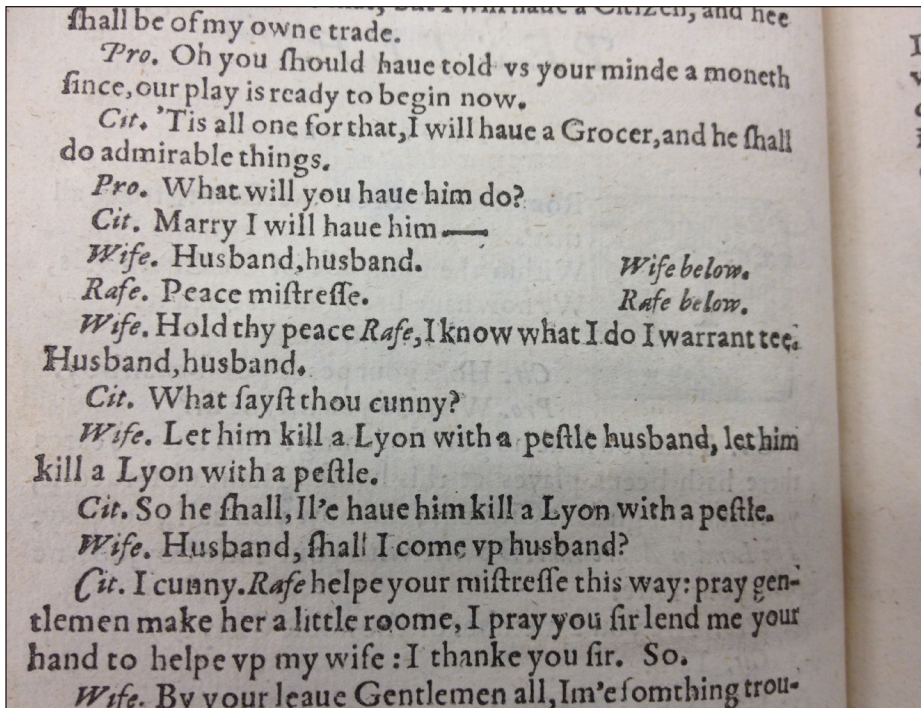 I will haue a Citizen, and hee
ſhall be of my owne trade.
Pro. Oh you ſhould haue told vs your minde a moneth
ſince, our play is ready to begin now.
Cit. 'Tis all one for that, I will haue a Grocer, and he ſhall
do admirable things.
Pro. What will you haue him do?
Cit. Marry I will haue him —
Wife. Husband, husband. Wife below.
Rafe. Peace miſtreſſe. Rafe below.
Wife. Hold thy peace Rafe, I know what I do I warrant tee.
Husband, husband.
Cit. What ſayſt thou cunny?
Wife. Let him kill a Lyon with a peſtle husband, let him
kill a Lyon with a peſtle.
Cit. So he ſhall, Il'e haue him kill a Lyon with a peſtle.
Wife. Husband, ſhall I come vp husband?
Cit. I cunny. Rafe helpe your miſtreſſe this way: pray gen-
tlemen make her a little roome, I pray you ſir lend me your
hand to helpe vp my wife : I thanke you ſir. So.
Wife. By your leaue Gentlemen all, Im'e ſomthing trou-